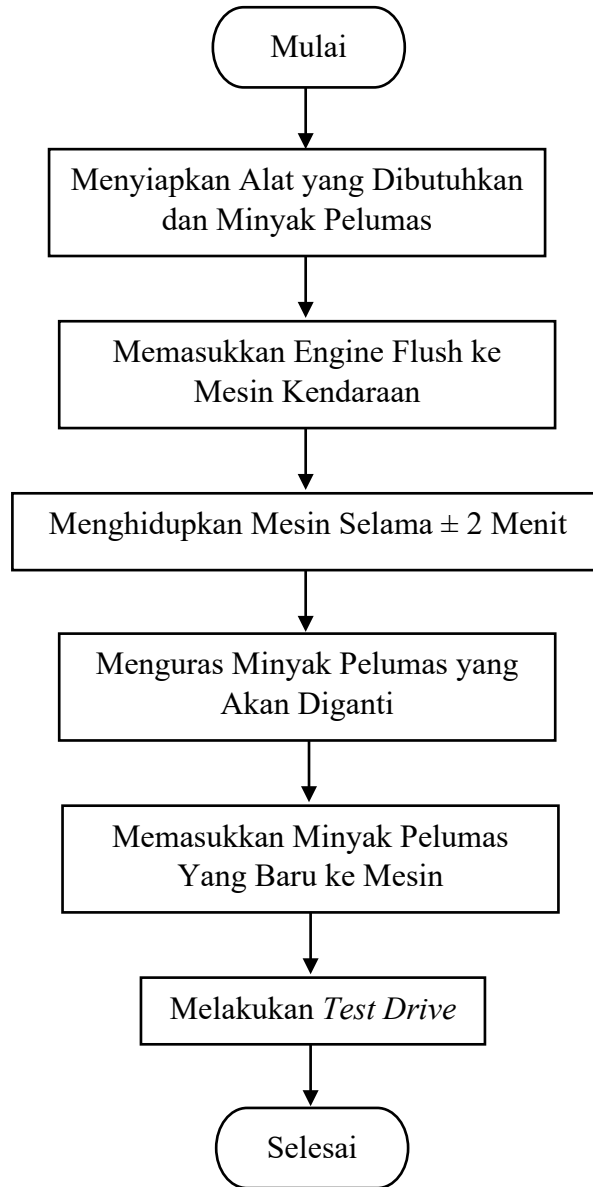 Mulai
Menyiapkan Alat yang Dibutuhkan
dan Minyak Pelumas
Memasukkan Engine Flush ke
Mesin Kendaraan
Menghidupkan Mesin Selama ± 2 Menit
Menguras Minyak Pelumas yang
Akan Diganti
Memasukkan Minyak Pelumas
Yang Baru ke Mesin
Melakukan Test Drive
Selesai